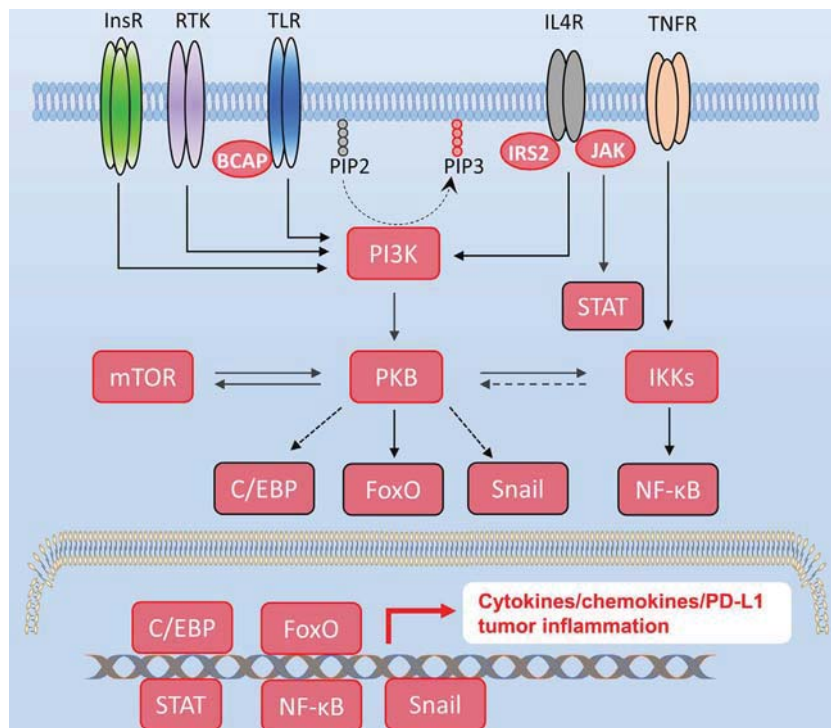 InsR RTK TLR IL4R TNFR
BCAP
PIP2
PIP3
IRS2
JAK
PI3K
STAT
mTOR
PKB
IKKs
C/EBP
FoxO
Snail
NF-κB
Cytokines/chemokines/PD-L1
tumor inflammation
C/EBP
FoxO
STAT
NF-κB
Snail